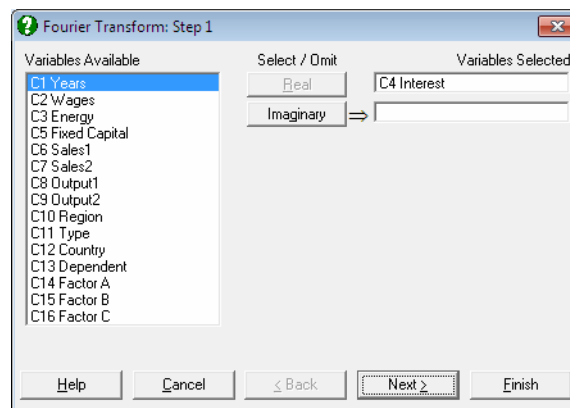 Fourier Transform: Step 1
Variables Available
Select / Omit
Variables Selected
C1 Years
C2 Wages
C3 Energy
C5 Fixed Capital
C6 Sales1
C7 Sales2
C8 Output1
C9 Output2
C10 Region
C11 Type
C12 Country
C13 Dependent
C14 Factor A
C15 Factor B
C16 Factor C
Real
C4 Interest
Imaginary
Help
Cancel
< Back
Next >
Finish